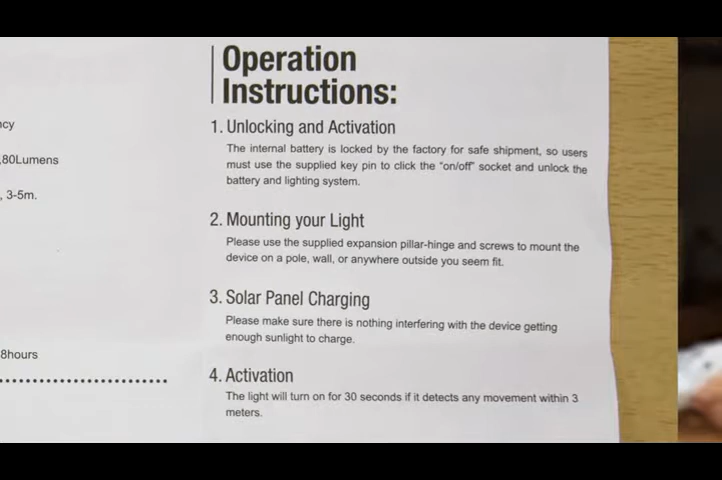 Operation
Instructions:
1. Unlocking and Activation
The internal battery is locked by the factory for safe shipment, so users
must use the supplied key pin to click the "on/off" socket and unlock the
battery and lighting system.
2. Mounting your Light
Please use the supplied expansion pillar-hinge and screws to mount the
device on a pole, wall, or anywhere outside you seem fit.
3. Solar Panel Charging
Please make sure there is nothing interfering with the device getting
enough sunlight to charge.
4. Activation
The light will turn on for 30 seconds if it detects any movement within 3
meters.
ncy
,80Lumens
, 3-5m.
8hours